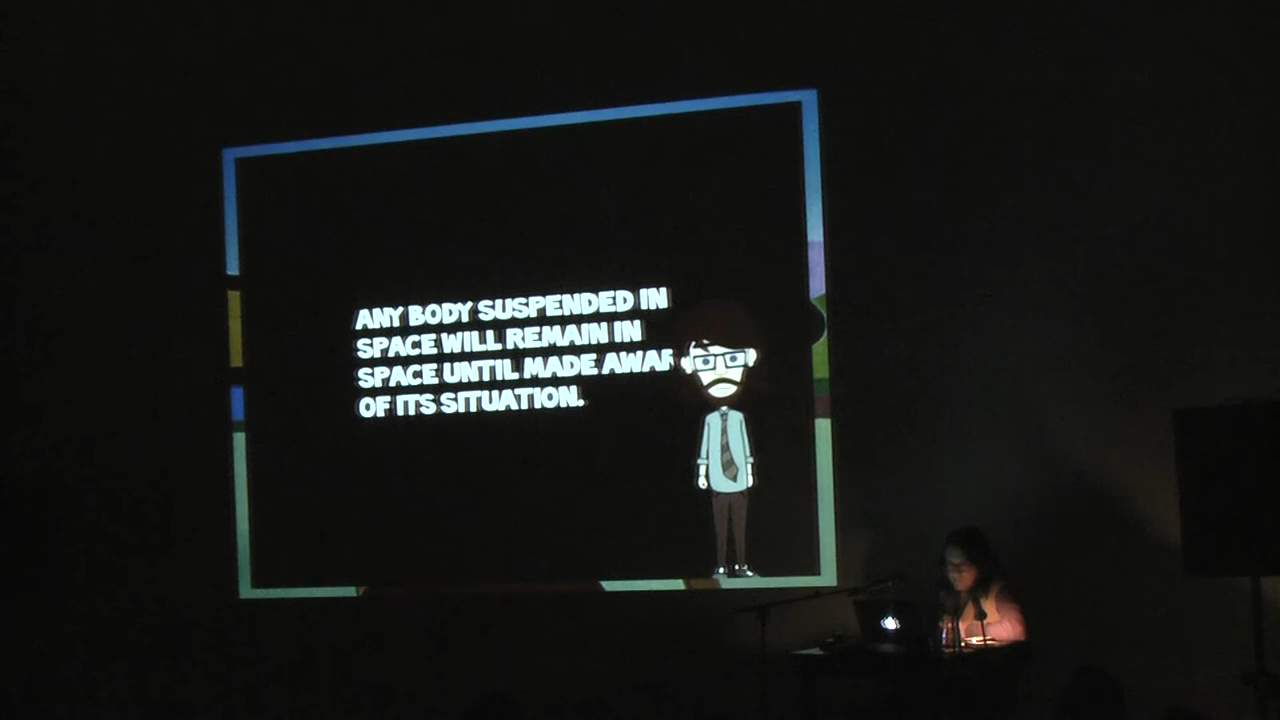 ANY BODY SUSPENDED IN
SPACE WILL REMAIN IN
SPACE UNTIL MADE AWAR
OF ITS SITUATION.